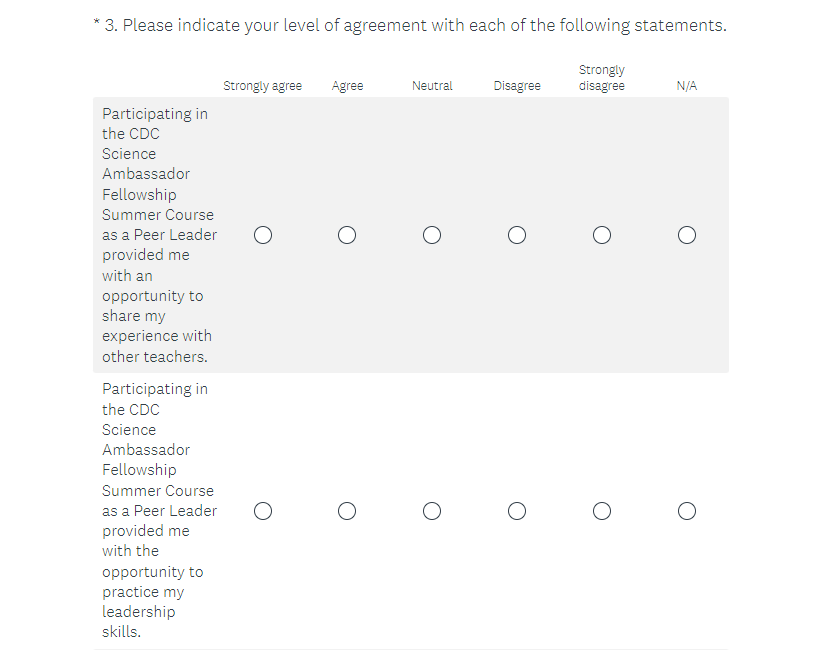 * 3. Please indicate your level of agreement with each of the following statements.
Strongly agree Agree Neutral Disagree Strongly disagree N/A
Participating in
the CDC
Science
Ambassador
Fellowship
Summer Course
as a Peer Leader
provided me
with an
opportunity to
share my
experience with
other teachers.
Participating in
the CDC
Science
Ambassador
Fellowship
Summer Course
as a Peer Leader
provided me
with the
opportunity to
practice my
leadership
skills.